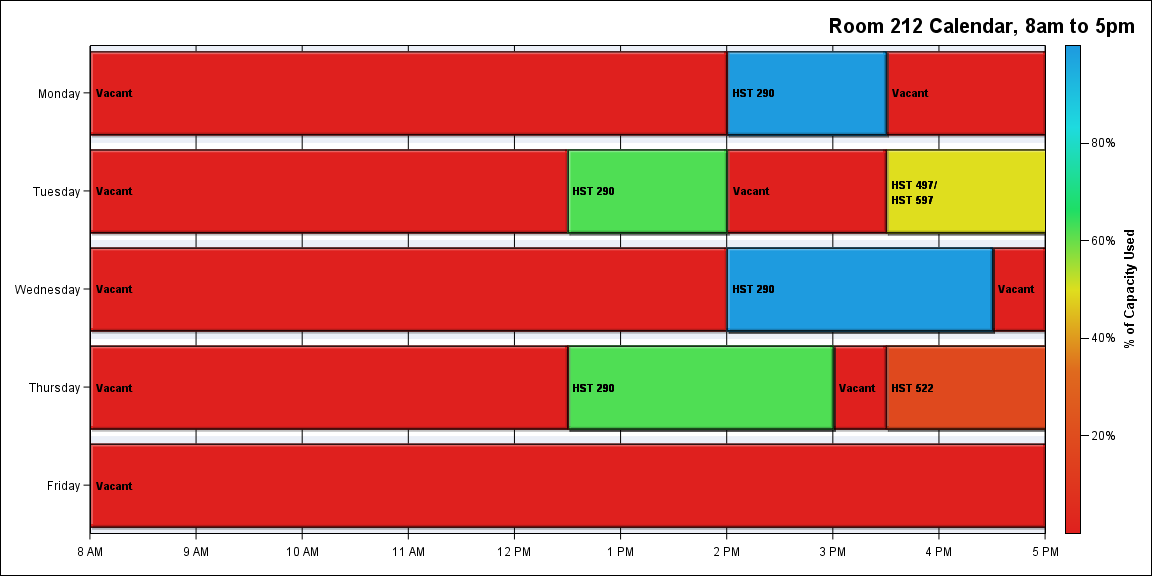 Room 212 Calendar, 8am to 5pm
Monday
Vacant
HST 290
Vacant
Tuesday
Vacant
HST 290
Vacant
HST 497/
HST 597
Wednesday
Vacant
HST 290
Vacant
Thursday
Vacant
HST 290
Vacant
HST 522
Friday
Vacant
8 AM
9 AM
10 AM
11 AM
12 PM
1 PM
2 PM
3 PM
4 PM
5 PM
80%
60%
40%
20%
% of Capacity Used